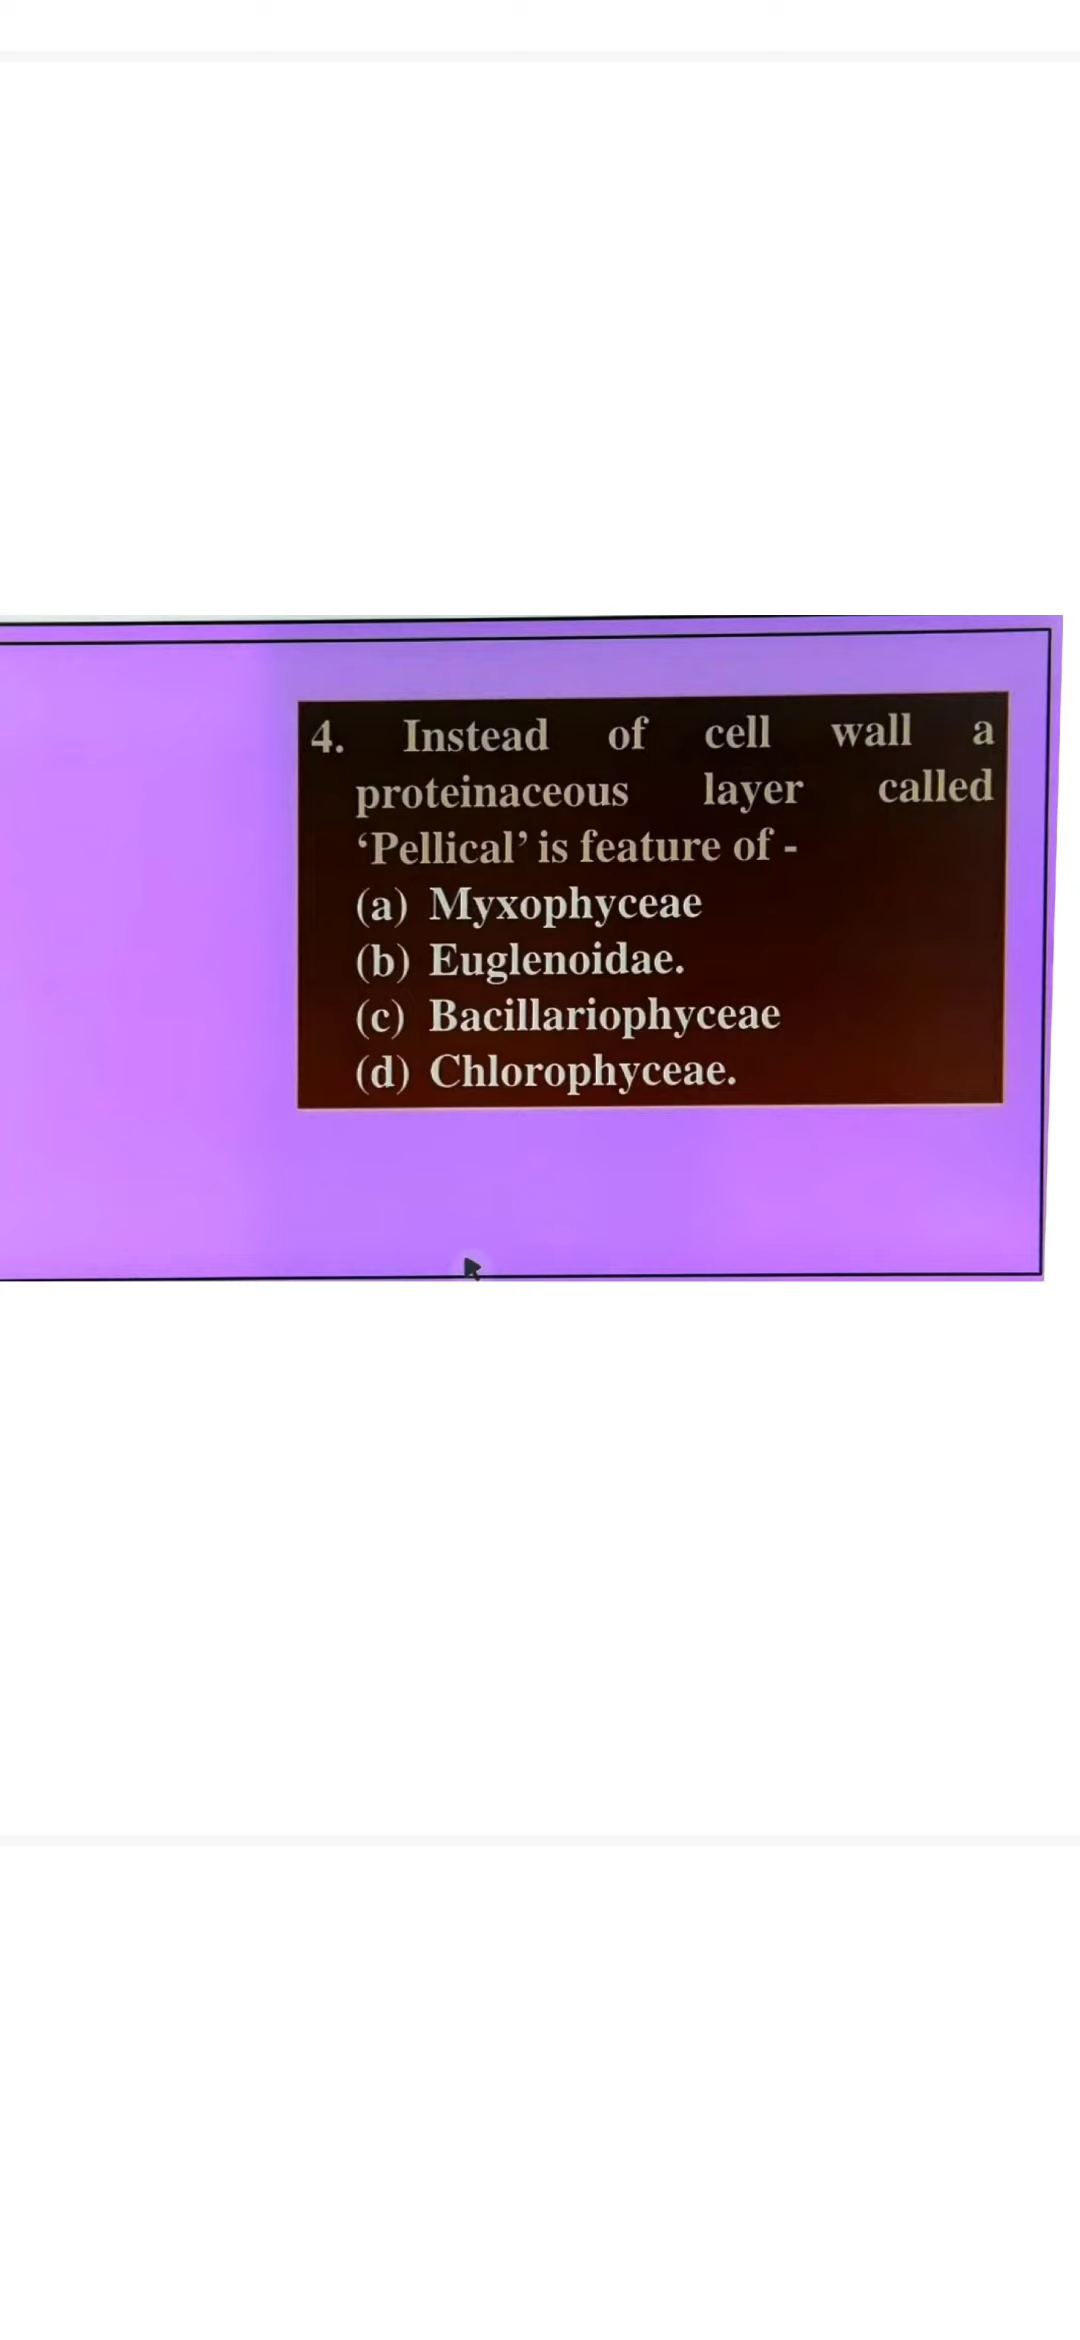 4. Instead of cell wall a
proteinaceous layer called
‘Pellical’ is feature of -
(a) Myxophyceae
(b) Euglenoidae.
(c) Bacillariophyceae
(d) Chlorophyceae.